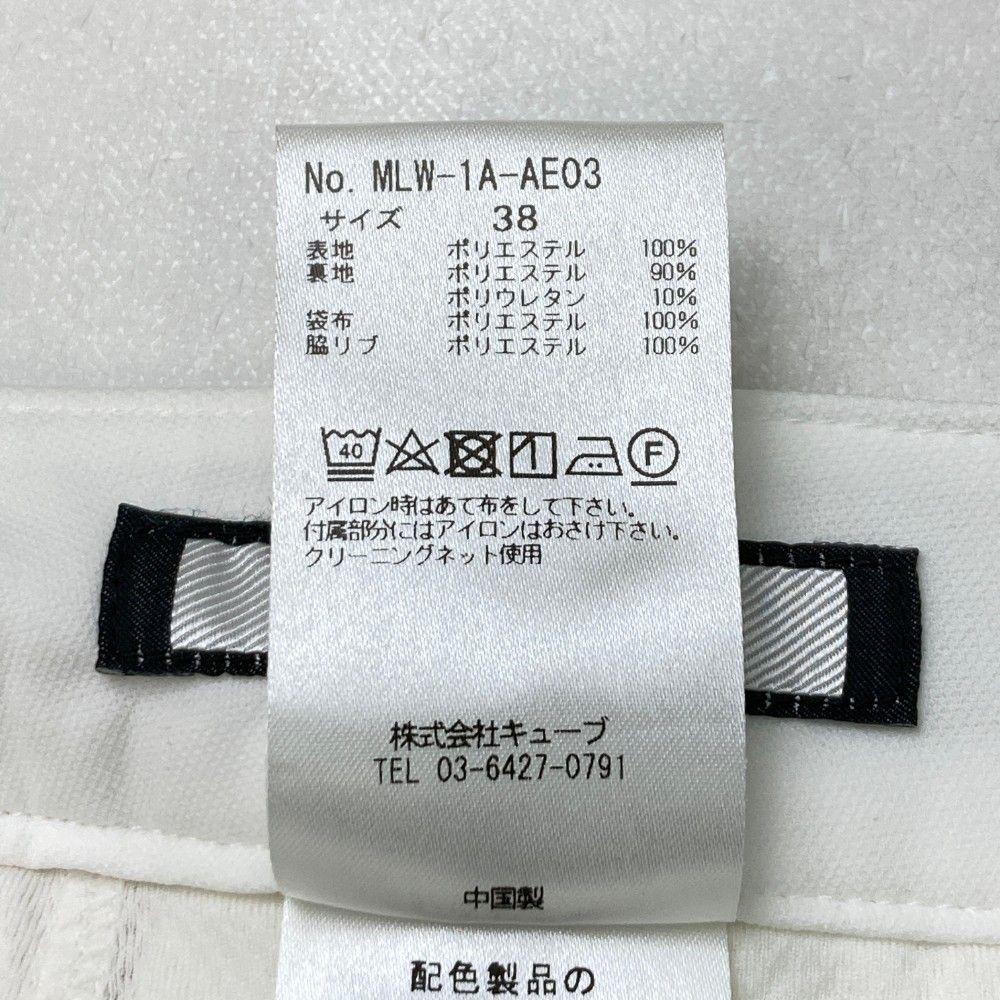 No. MLW-1A-AE03
サイズ 38
表地 ポリエステル 100%
裏地 ポリエステル 90%
ポリウレタン 10%
袋布 ポリエステル 100%
脇リブ ポリエステル 100%
40 1 F
アイロン時はあて布をして下さい。
付属部分にはアイロンはおさけ下さい。
クリーニングネット使用
株式会社キューブ
TEL 03-6427-0791
中国製
配色製品の